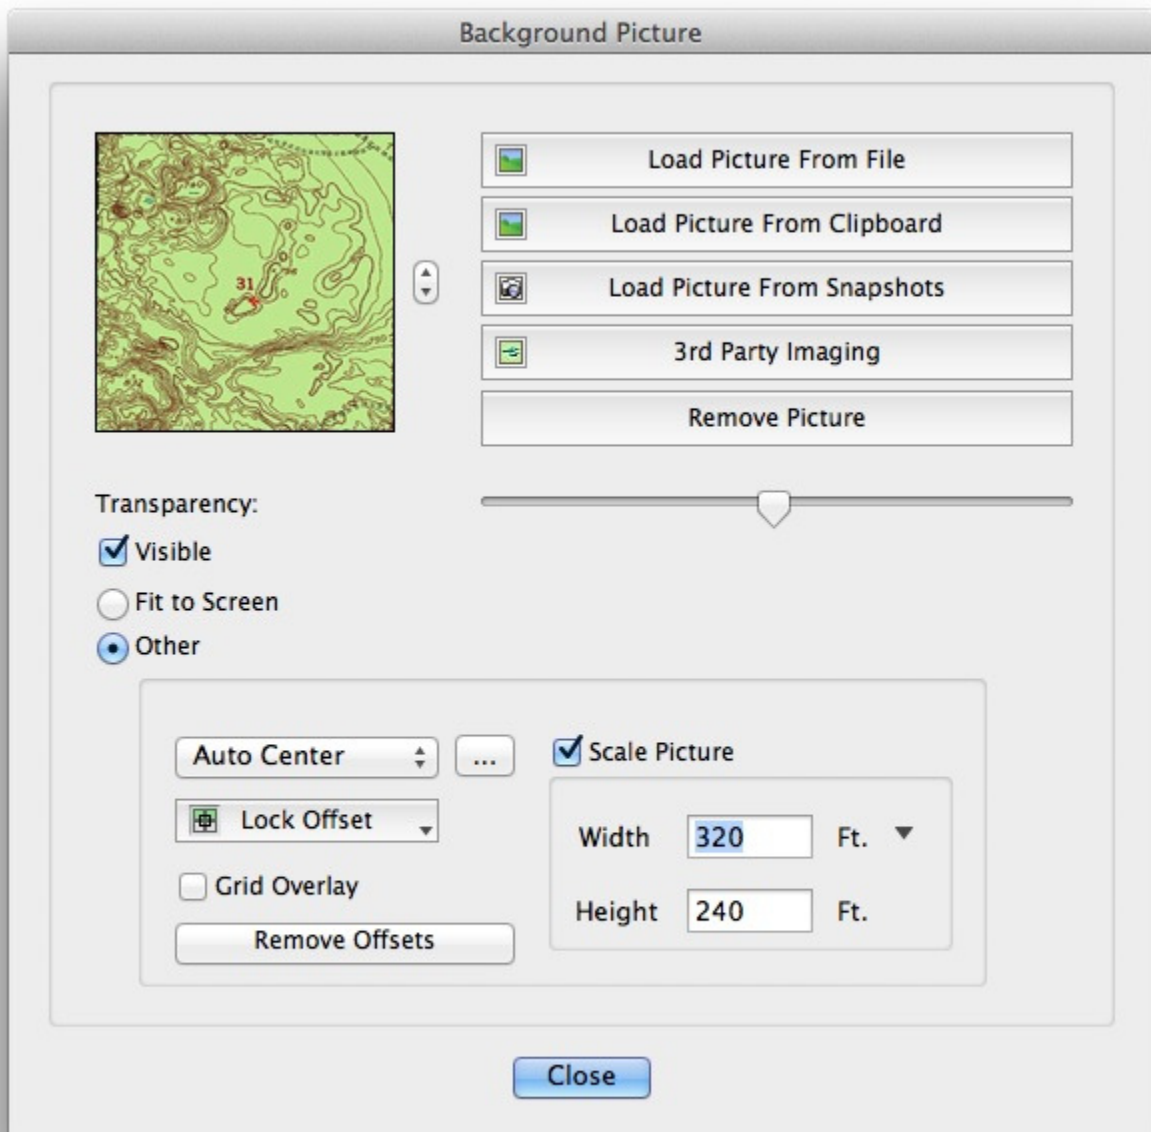 Background Picture
Load Picture From File
Load Picture From Clipboard
31
Load Picture From Snapshots
3rd Party Imaging
Remove Picture
Transparency:
Visible
Fit to Screen
Other
Auto Center
...
Scale Picture
Lock Offset
Width 320 Ft.
Grid Overlay
Height 240 Ft.
Remove Offsets
Close